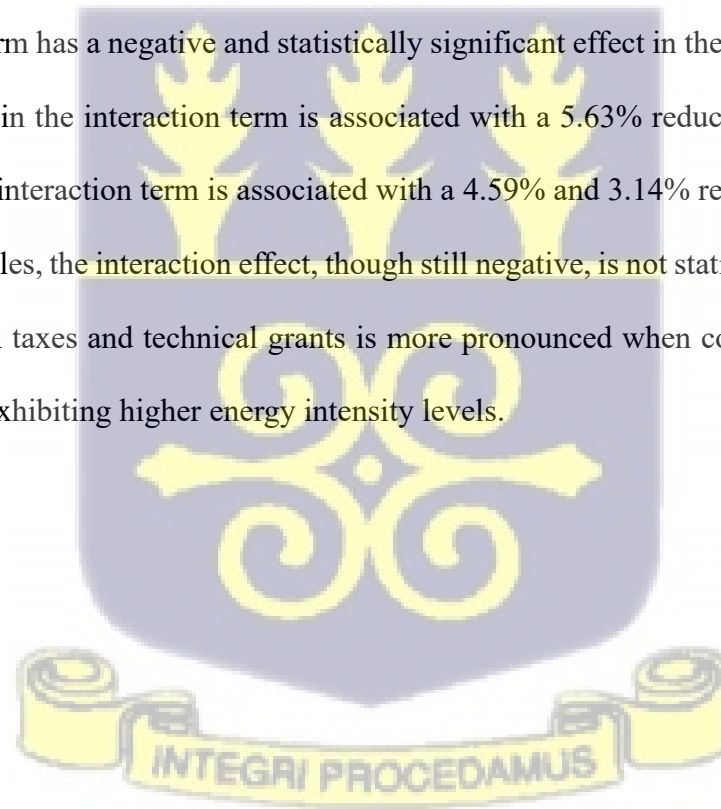 rm has a negative and statistically significant effect in the
in the interaction term is associated with a 5.63% reduc
interaction term is associated with a 4.59% and 3.14% re
les, the interaction effect, though still negative, is not stati
taxes and technical grants is more pronounced when co
xhibiting higher energy intensity levels.
INTEGRI PROCEDAMUS